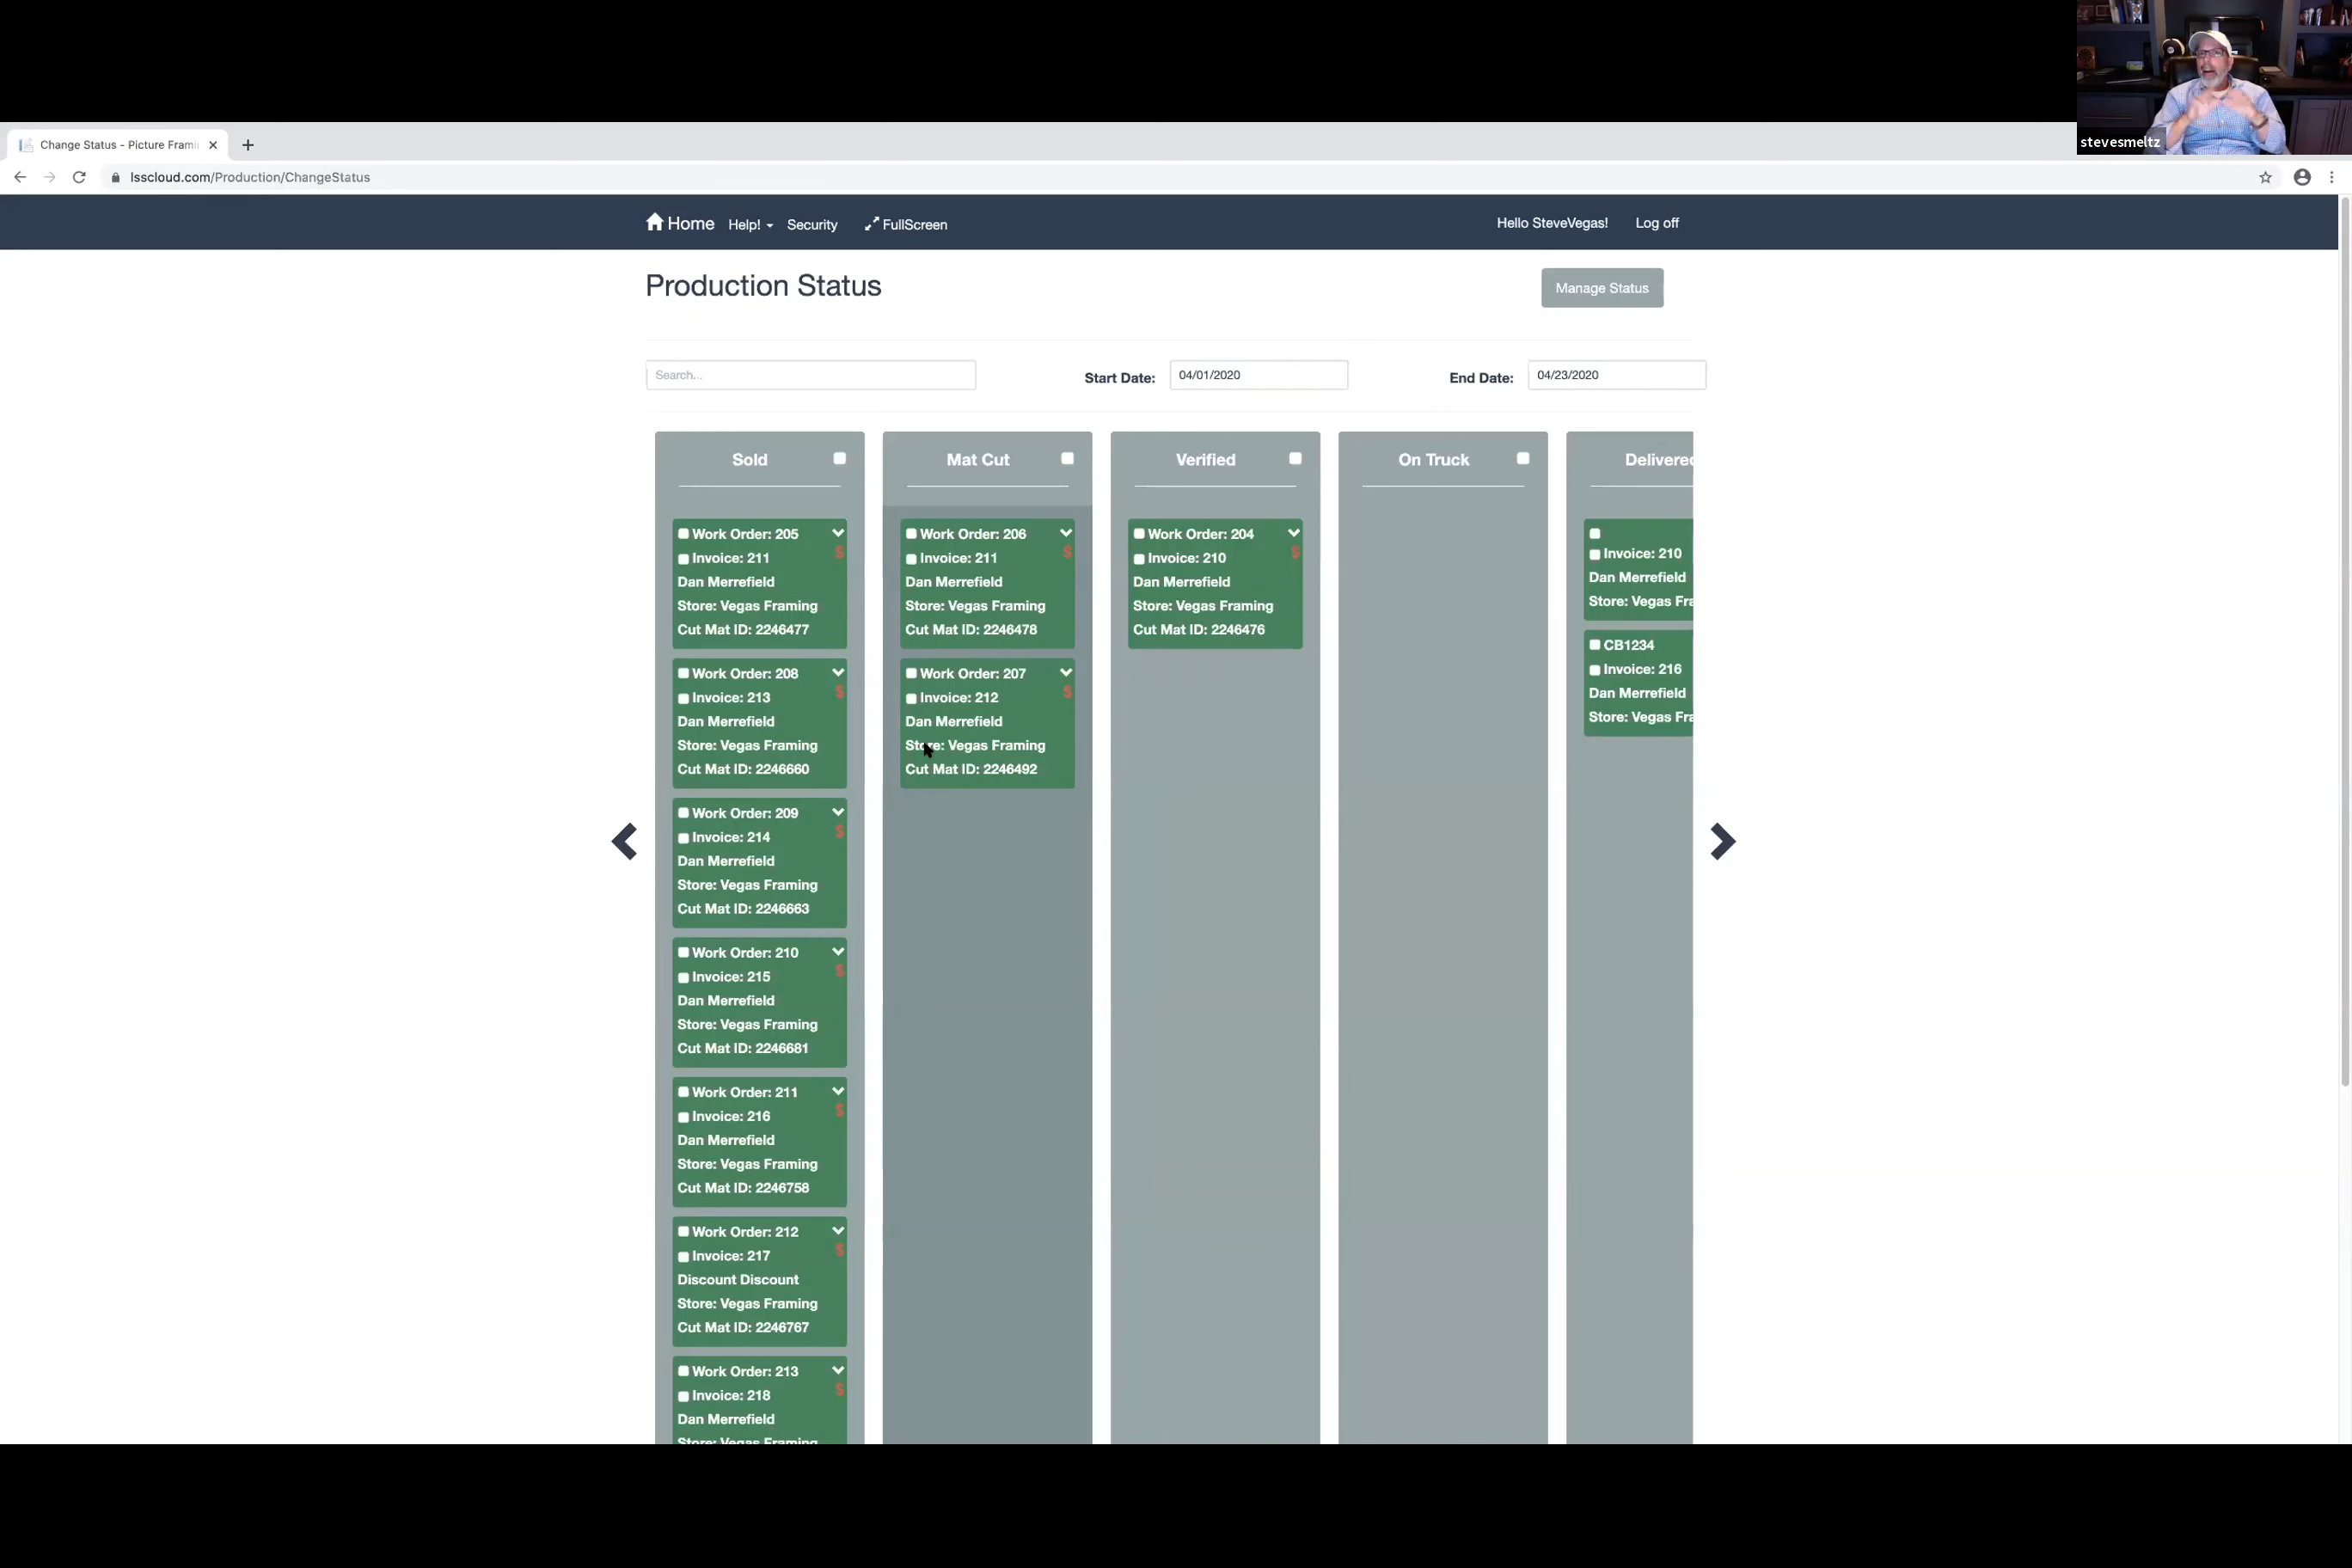 stevesmeltz
Change Status - Picture Frami
lsscloud.com/Production/ChangeStatus
Home
Help!
Security
FullScreen
Hello SteveVegas!
Log off
Production Status
Manage Status
Search...
Start Date:
04/01/2020
End Date:
04/23/2020
Sold
Work Order: 205
$
Invoice: 211
Dan Merrefield
Store: Vegas Framing
Cut Mat ID: 2246477
Work Order: 208
$
Invoice: 213
Dan Merrefield
Store: Vegas Framing
Cut Mat ID: 2246660
Work Order: 209
$
Invoice: 214
Dan Merrefield
Store: Vegas Framing
Cut Mat ID: 2246663
Work Order: 210
$
Invoice: 215
Dan Merrefield
Store: Vegas Framing
Cut Mat ID: 2246681
Work Order: 211
$
Invoice: 216
Dan Merrefield
Store: Vegas Framing
Cut Mat ID: 2246758
Work Order: 212
$
Invoice: 217
Discount Discount
Store: Vegas Framing
Cut Mat ID: 2246767
Work Order: 213
$
Invoice: 218
Dan Merrefield
Store: Vegas Framing
Mat Cut
Work Order: 206
$
Invoice: 211
Dan Merrefield
Store: Vegas Framing
Cut Mat ID: 2246478
Work Order: 207
$
Invoice: 212
Dan Merrefield
Store: Vegas Framing
Cut Mat ID: 2246492
Verified
Work Order: 204
$
Invoice: 210
Dan Merrefield
Store: Vegas Framing
Cut Mat ID: 2246476
On Truck
Delivered
Invoice: 210
Dan Merrefield
Store: Vegas Fra
CB1234
Invoice: 216
Dan Merrefield
Store: Vegas Fra